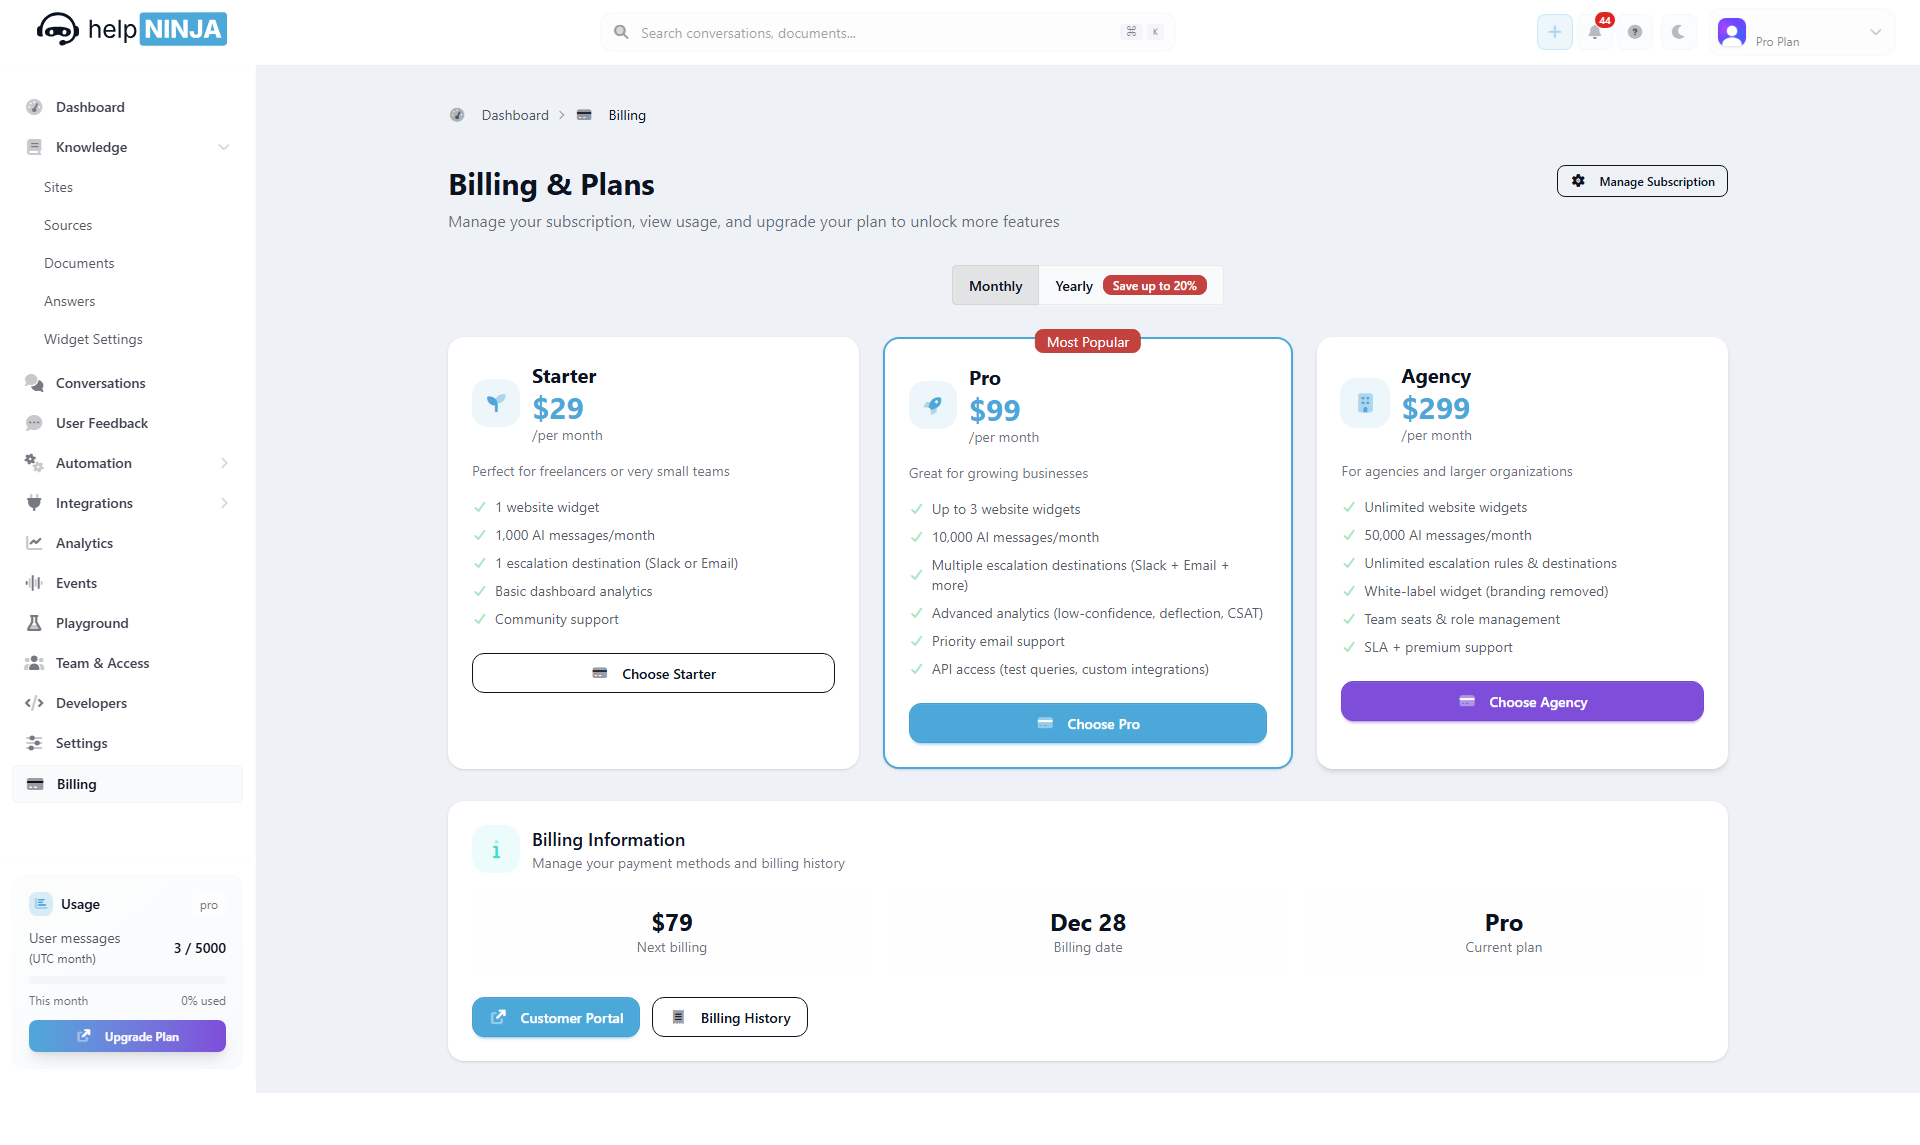 help NINJA
Search conversations, documents...
⌘ K
44
Pro Plan
Dashboard
Knowledge
Sites
Sources
Documents
Answers
Widget Settings
Conversations
User Feedback
Automation
Integrations
Analytics
Events
Playground
Team & Access
Developers
Settings
Billing
Usage
pro
User messages
(UTC month)
3 / 5000
This month
0% used
Upgrade Plan
Dashboard > Billing
Billing & Plans
Manage your subscription, view usage, and upgrade your plan to unlock more features
Manage Subscription
Monthly
Yearly
Save up to 20%
Starter
$29
/per month
Perfect for freelancers or very small teams
1 website widget
1,000 AI messages/month
1 escalation destination (Slack or Email)
Basic dashboard analytics
Community support
Choose Starter
Most Popular
Pro
$99
/per month
Great for growing businesses
Up to 3 website widgets
10,000 AI messages/month
Multiple escalation destinations (Slack + Email +
more)
Advanced analytics (low-confidence, deflection, CSAT)
Priority email support
API access (test queries, custom integrations)
Choose Pro
Agency
$299
/per month
For agencies and larger organizations
Unlimited website widgets
50,000 AI messages/month
Unlimited escalation rules & destinations
White-label widget (branding removed)
Team seats & role management
SLA + premium support
Choose Agency
Billing Information
Manage your payment methods and billing history
$79
Next billing
Dec 28
Billing date
Pro
Current plan
Customer Portal
Billing History